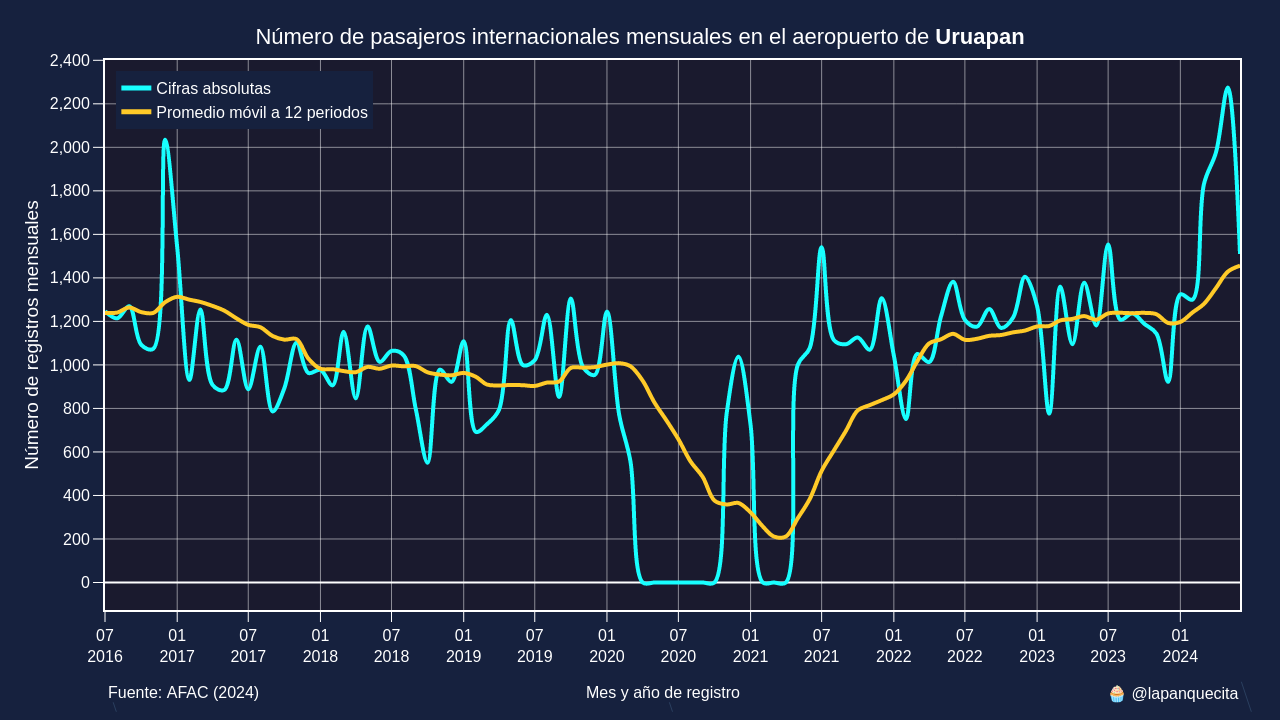 Número de pasajeros internacionales mensuales en el aeropuerto de Uruapan
Cifras absolutas
Promedio móvil a 12 periodos
Número de registros mensuales
2,400
2,200
2,000
1,800
1,600
1,400
1,200
1,000
800
600
400
200
0
07 01 07 01 07 01 07 01 07 01 07 01 07 01 07 01
2016 2017 2017 2018 2018 2019 2019 2020 2020 2021 2021 2022 2022 2023 2023 2024
Fuente: AFAC (2024)
Mes y año de registro
🧁 @lapanquecita